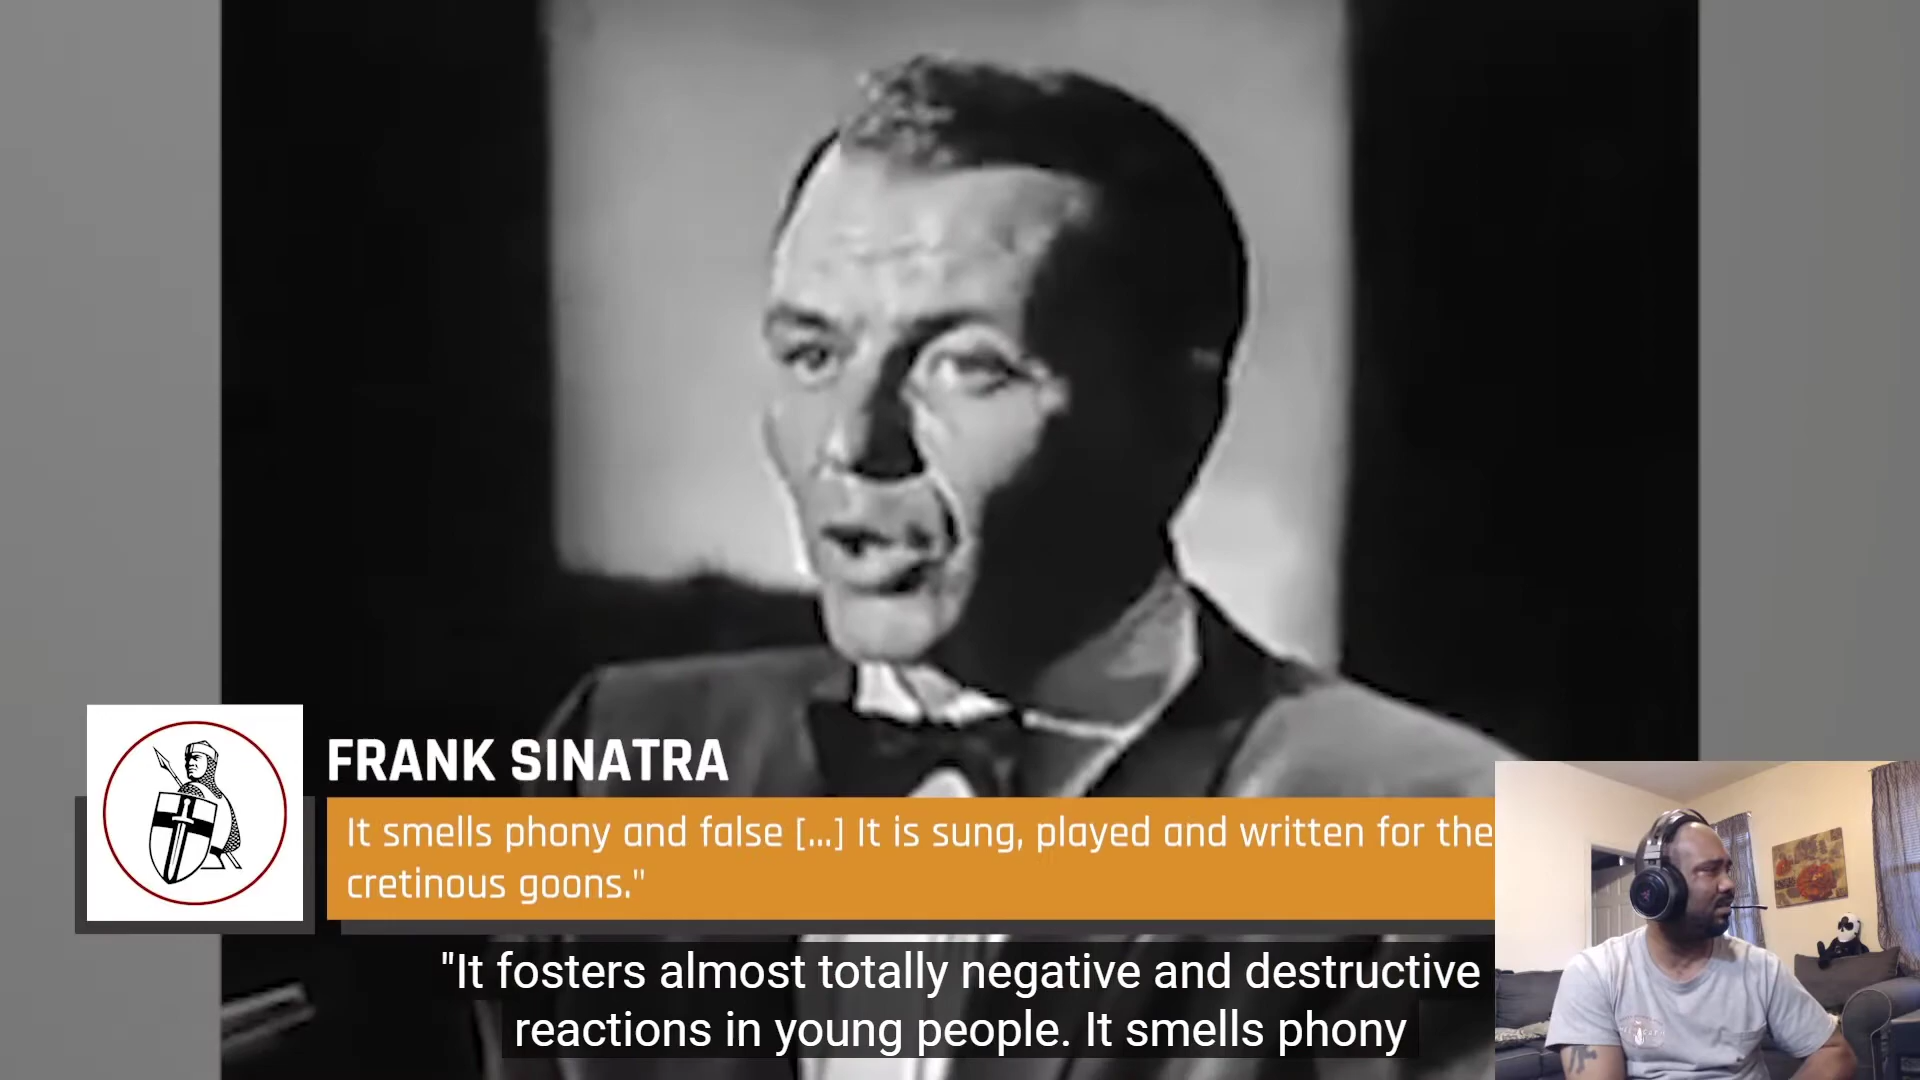 FRANK SINATRA
It smells phony and false [...] It is sung, played and written for the
cretinous goons."
"It fosters almost totally negative and destructive
reactions in young people. It smells phony